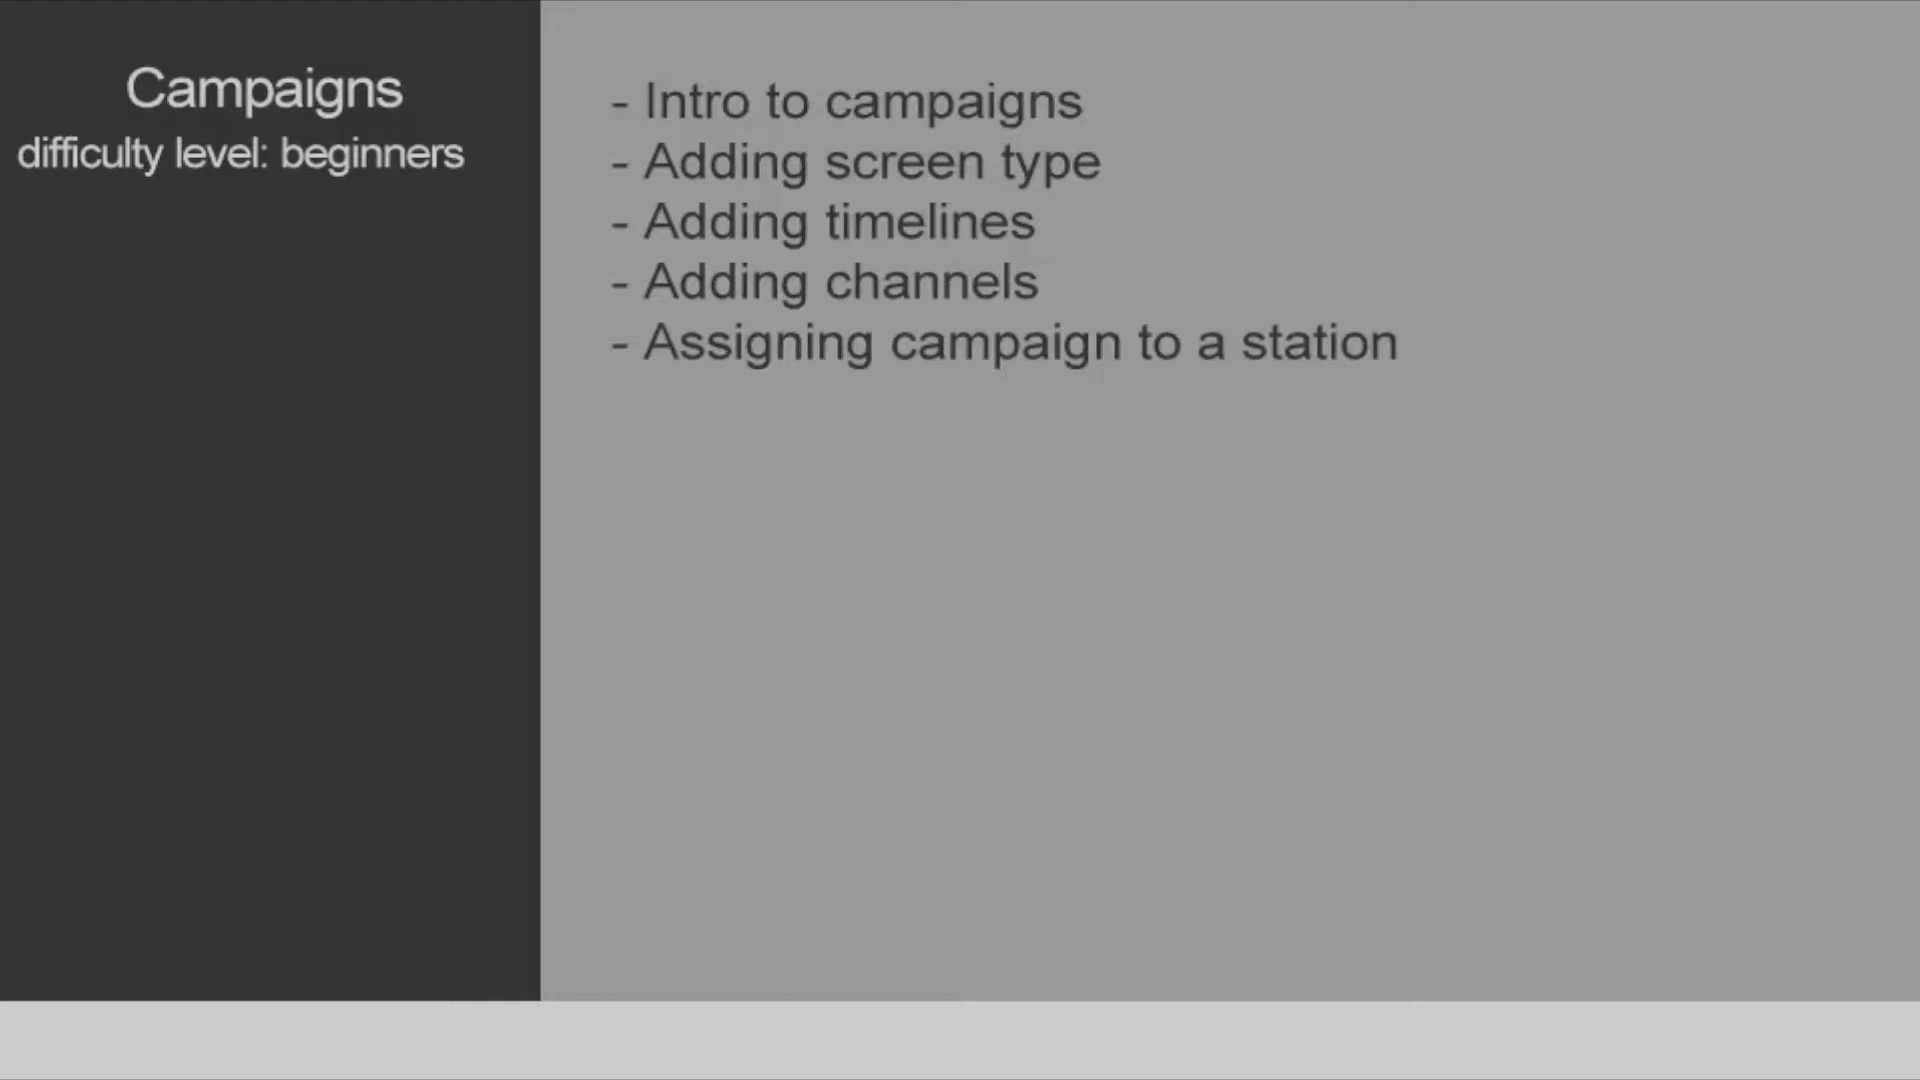 Campaigns
difficulty level: beginners
- Intro to campaigns
- Adding screen type
- Adding timelines
- Adding channels
- Assigning campaign to a station